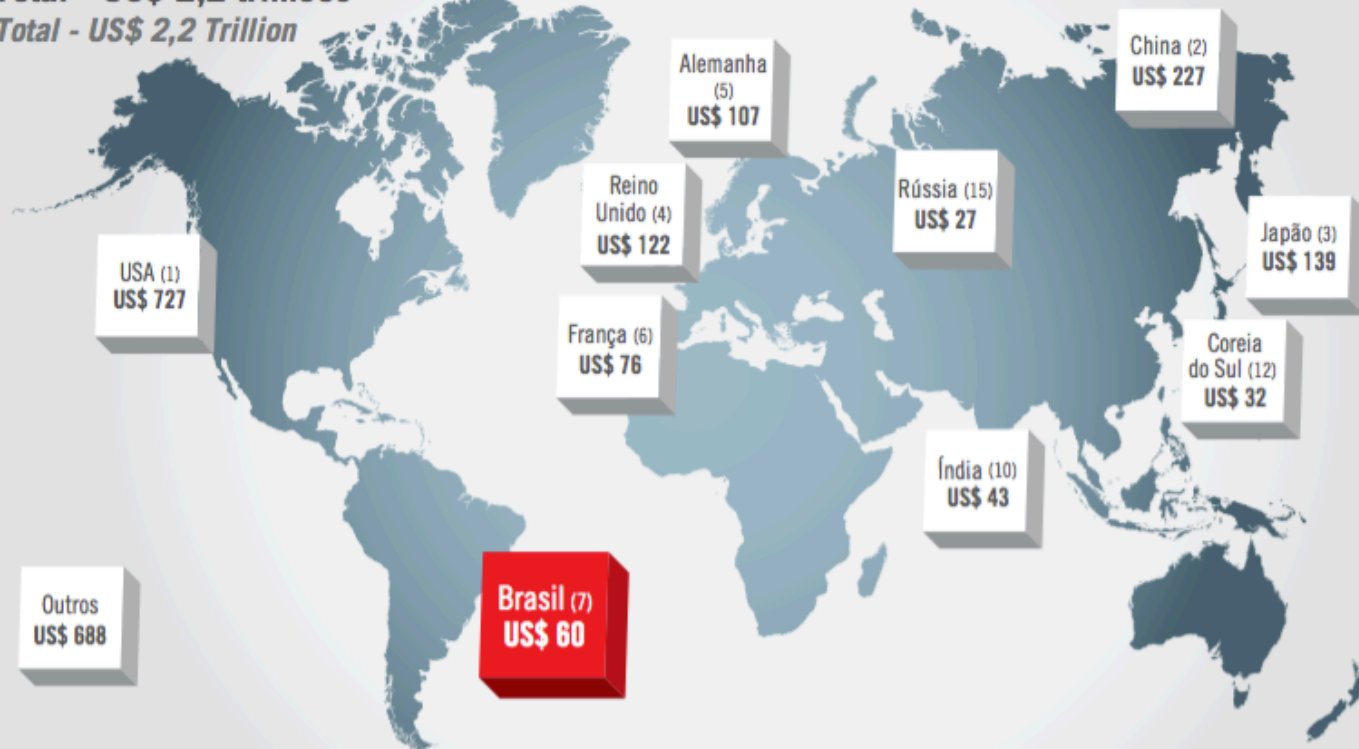 Total - US$ 2,2 Trillion
China (2)
US$ 227
Alemanha
(5)
US$ 107
Reino
Unido (4)
US$ 122
Rússia (15)
US$ 27
Japão (3)
US$ 139
USA (1)
US$ 727
França (6)
US$ 76
Coreia
do Sul (12)
US$ 32
Índia (10)
US$ 43
Outros
US$ 688
Brasil (7)
US$ 60